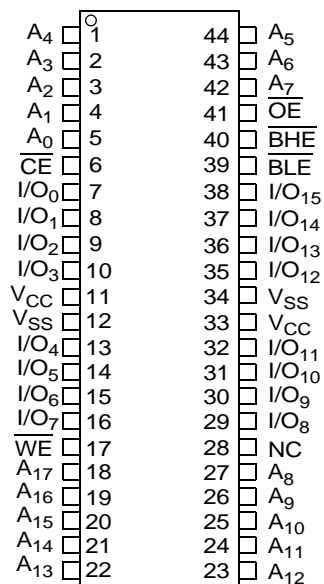 A4 1 44 A5
A3 2 43 A6
A2 3 42 A7
A1 4 41 OE
A0 5 40 BHE
CE 6 39 BLE
I/O0 7 38 I/O15
I/O1 8 37 I/O14
I/O2 9 36 I/O13
I/O3 10 35 I/O12
VCC 11 34 VSS
VSS 12 33 VCC
I/O4 13 32 I/O11
I/O5 14 31 I/O10
I/O6 15 30 I/O9
I/O7 16 29 I/O8
WE 17 28 NC
A17 18 27 A8
A16 19 26 A9
A15 20 25 A10
A14 21 24 A11
A13 22 23 A12